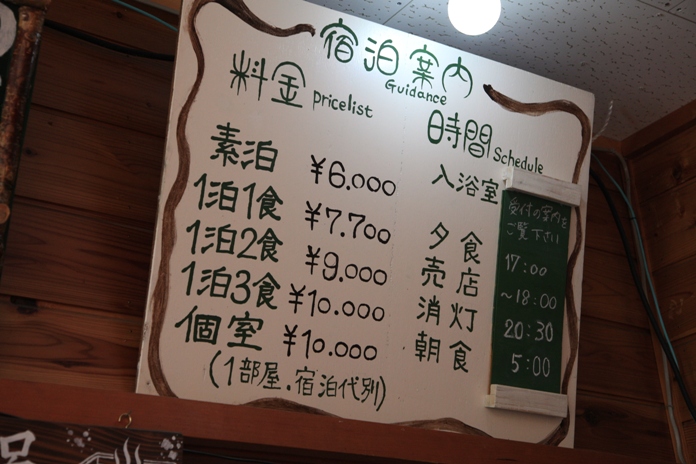 宿泊案内
Guidance
料金 pricelist
素泊 ¥6.000
1泊1食 ¥7.700
1泊2食 ¥9.000
1泊3食 ¥10.000
個室 ¥10.000
(1部屋.宿泊代別)
時間 Schedule
入浴室 受付の案内をご覧下さい
夕食 17:00
売店 ~18:00
消灯 20:30
朝食 5:00